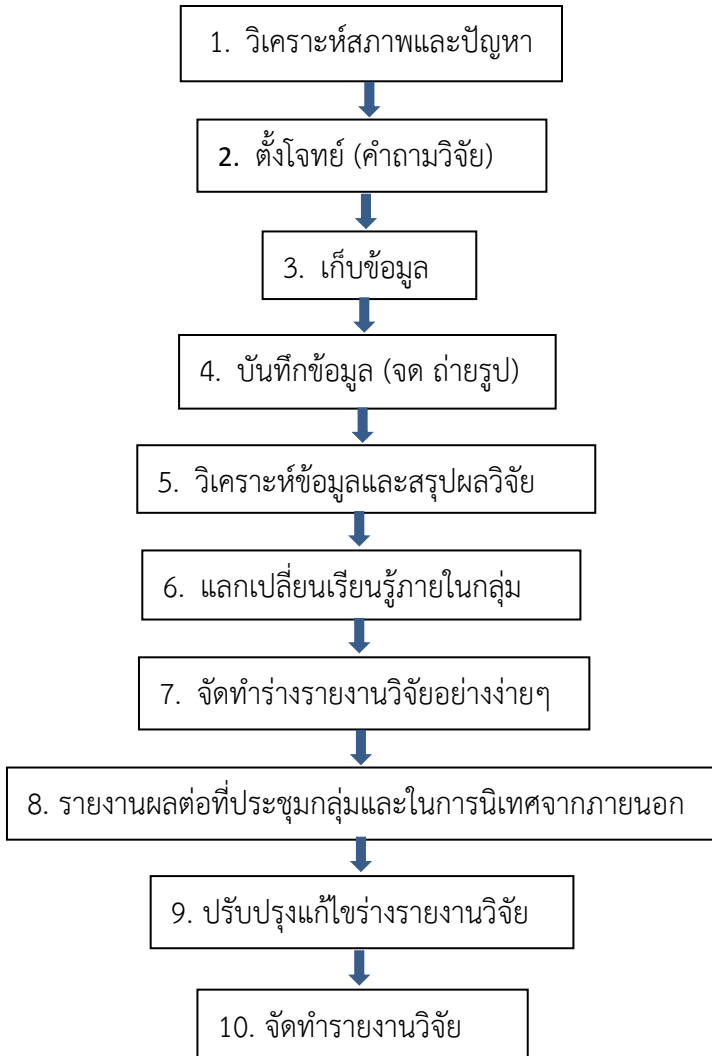 1. วิเคราะห์สภาพและปัญหา
2. ตั้งโจทย์ (คำถามวิจัย)
3. เก็บข้อมูล
4. บันทึกข้อมูล (จด ถ่ายรูป)
5. วิเคราะห์ข้อมูลและสรุปผลวิจัย
6. แลกเปลี่ยนเรียนรู้ภายในกลุ่ม
7. จัดทำร่างรายงานวิจัยอย่างง่ายๆ
8. รายงานผลต่อที่ประชุมกลุ่มและในการนิเทศจากภายนอก
9. ปรับปรุงแก้ไขร่างรายงานวิจัย
10. จัดทำรายงานวิจัย